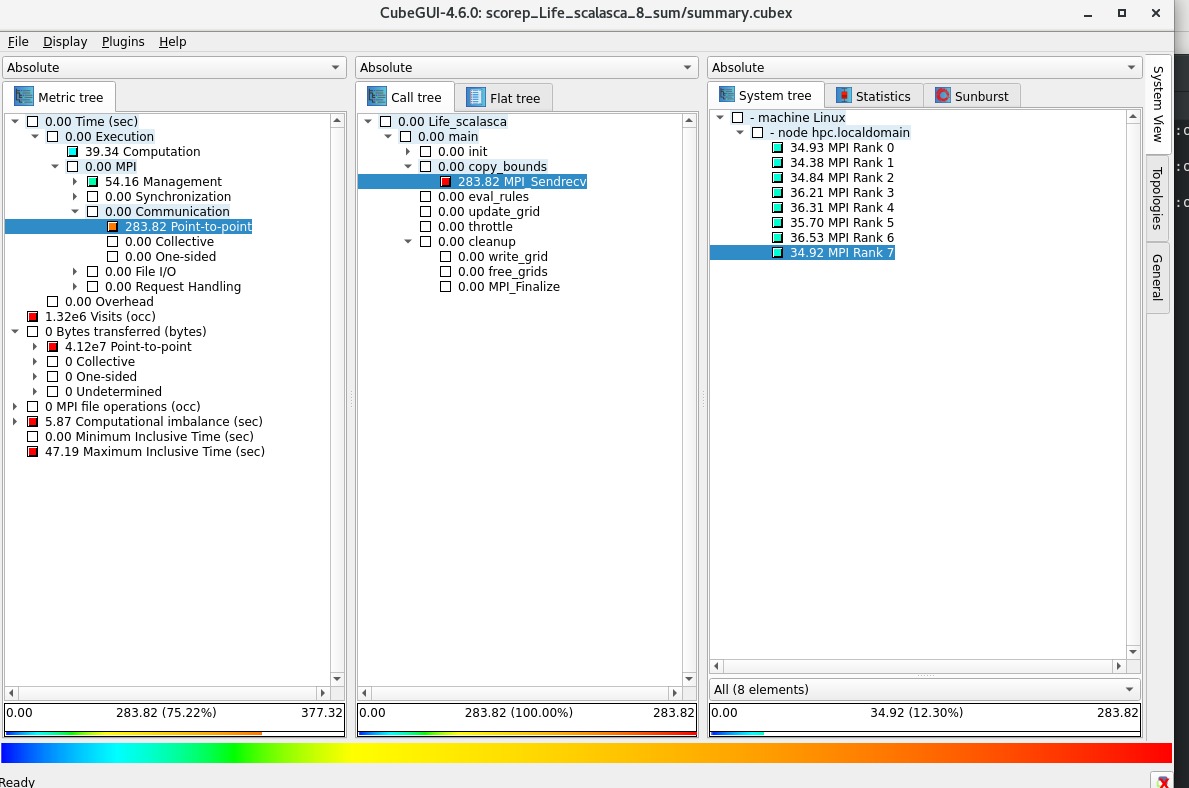 CubeGUI-4.6.0: scorep_Life_scalasca_8_sum/summary.cubex
File Display Plugins Help
Absolute
Metric tree
0.00 Time (sec)
0.00 Execution
39.34 Computation
0.00 MPI
54.16 Management
0.00 Synchronization
0.00 Communication
283.82 Point-to-point
0.00 Collective
0.00 One-sided
0.00 File I/O
0.00 Request Handling
0.00 Overhead
1.32e6 Visits (occ)
0 Bytes transferred (bytes)
4.12e7 Point-to-point
0 Collective
0 One-sided
0 Undetermined
0 MPI file operations (occ)
5.87 Computational imbalance (sec)
0.00 Minimum Inclusive Time (sec)
47.19 Maximum Inclusive Time (sec)
0.00 283.82 (75.22%) 377.32
Absolute
Call tree Flat tree
0.00 Life_scalasca
0.00 main
0.00 init
0.00 copy_bounds
283.82 MPI_Sendrecv
0.00 eval_rules
0.00 update_grid
0.00 throttle
0.00 cleanup
0.00 write_grid
0.00 free_grids
0.00 MPI_Finalize
0.00 283.82 (100.00%) 283.82
Absolute
System tree Statistics Sunburst
- machine Linux
- node hpc.localdomain
34.93 MPI Rank 0
34.38 MPI Rank 1
34.84 MPI Rank 2
36.21 MPI Rank 3
36.31 MPI Rank 4
35.70 MPI Rank 5
36.53 MPI Rank 6
34.92 MPI Rank 7
All (8 elements)
0.00 34.92 (12.30%) 283.82
System View
Topologies
General
Ready